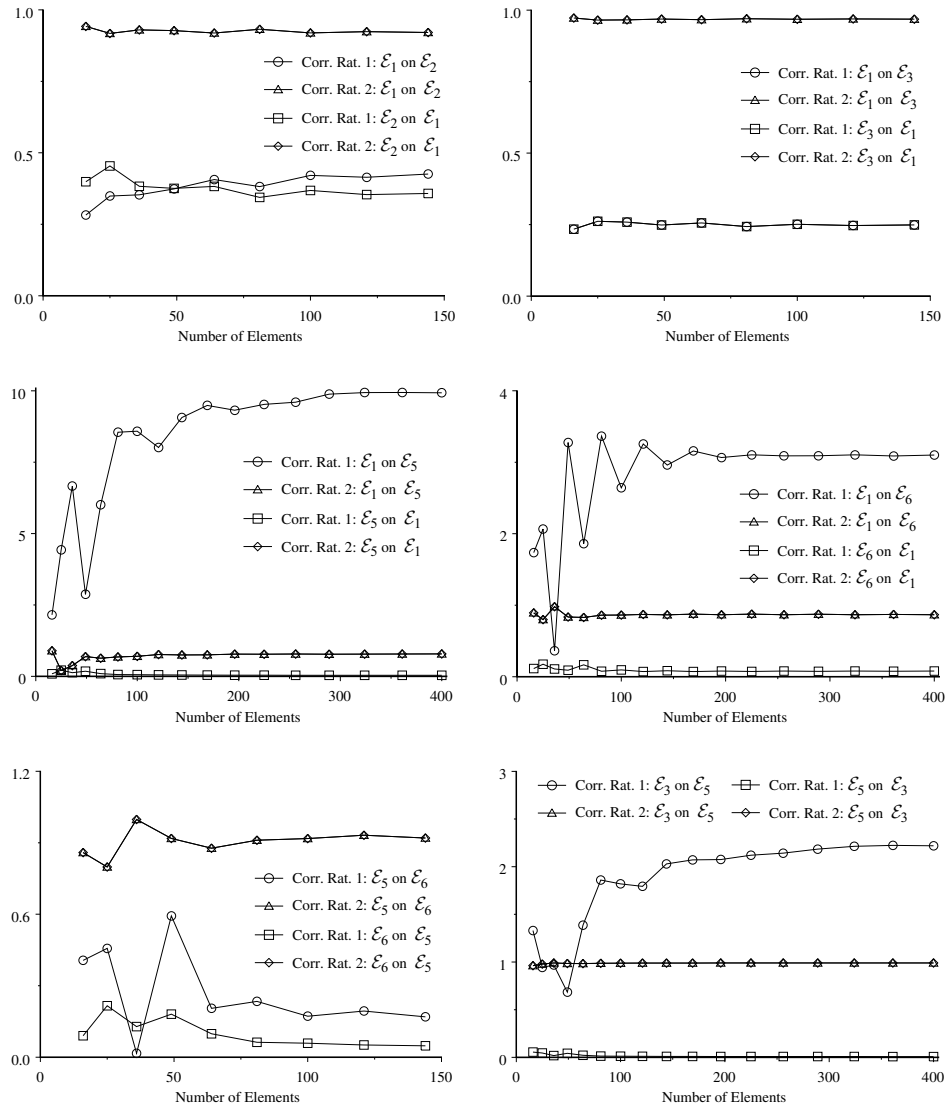 1.0
Corr. Rat. 1: ℰ1 on ℰ2
Corr. Rat. 2: ℰ1 on ℰ2
Corr. Rat. 1: ℰ2 on ℰ1
Corr. Rat. 2: ℰ2 on ℰ1
0.5
0.0
0 50 100 150
Number of Elements
1.0
Corr. Rat. 1: ℰ1 on ℰ3
Corr. Rat. 2: ℰ1 on ℰ3
Corr. Rat. 1: ℰ3 on ℰ1
Corr. Rat. 2: ℰ3 on ℰ1
0.5
0.0
0 50 100 150
Number of Elements
10
Corr. Rat. 1: ℰ1 on ℰ5
Corr. Rat. 2: ℰ1 on ℰ5
Corr. Rat. 1: ℰ5 on ℰ1
Corr. Rat. 2: ℰ5 on ℰ1
5
0
0 100 200 300 400
Number of Elements
4
Corr. Rat. 1: ℰ1 on ℰ6
Corr. Rat. 2: ℰ1 on ℰ6
Corr. Rat. 1: ℰ6 on ℰ1
Corr. Rat. 2: ℰ6 on ℰ1
2
0
0 100 200 300 400
Number of Elements
1.2
Corr. Rat. 1: ℰ5 on ℰ6
Corr. Rat. 2: ℰ5 on ℰ6
Corr. Rat. 1: ℰ6 on ℰ5
Corr. Rat. 2: ℰ6 on ℰ5
0.6
0.0
0 50 100 150
Number of Elements
3
Corr. Rat. 1: ℰ3 on ℰ5 Corr. Rat. 1: ℰ5 on ℰ3
Corr. Rat. 2: ℰ3 on ℰ5 Corr. Rat. 2: ℰ5 on ℰ3
2
1
0
0 100 200 300 400
Number of Elements